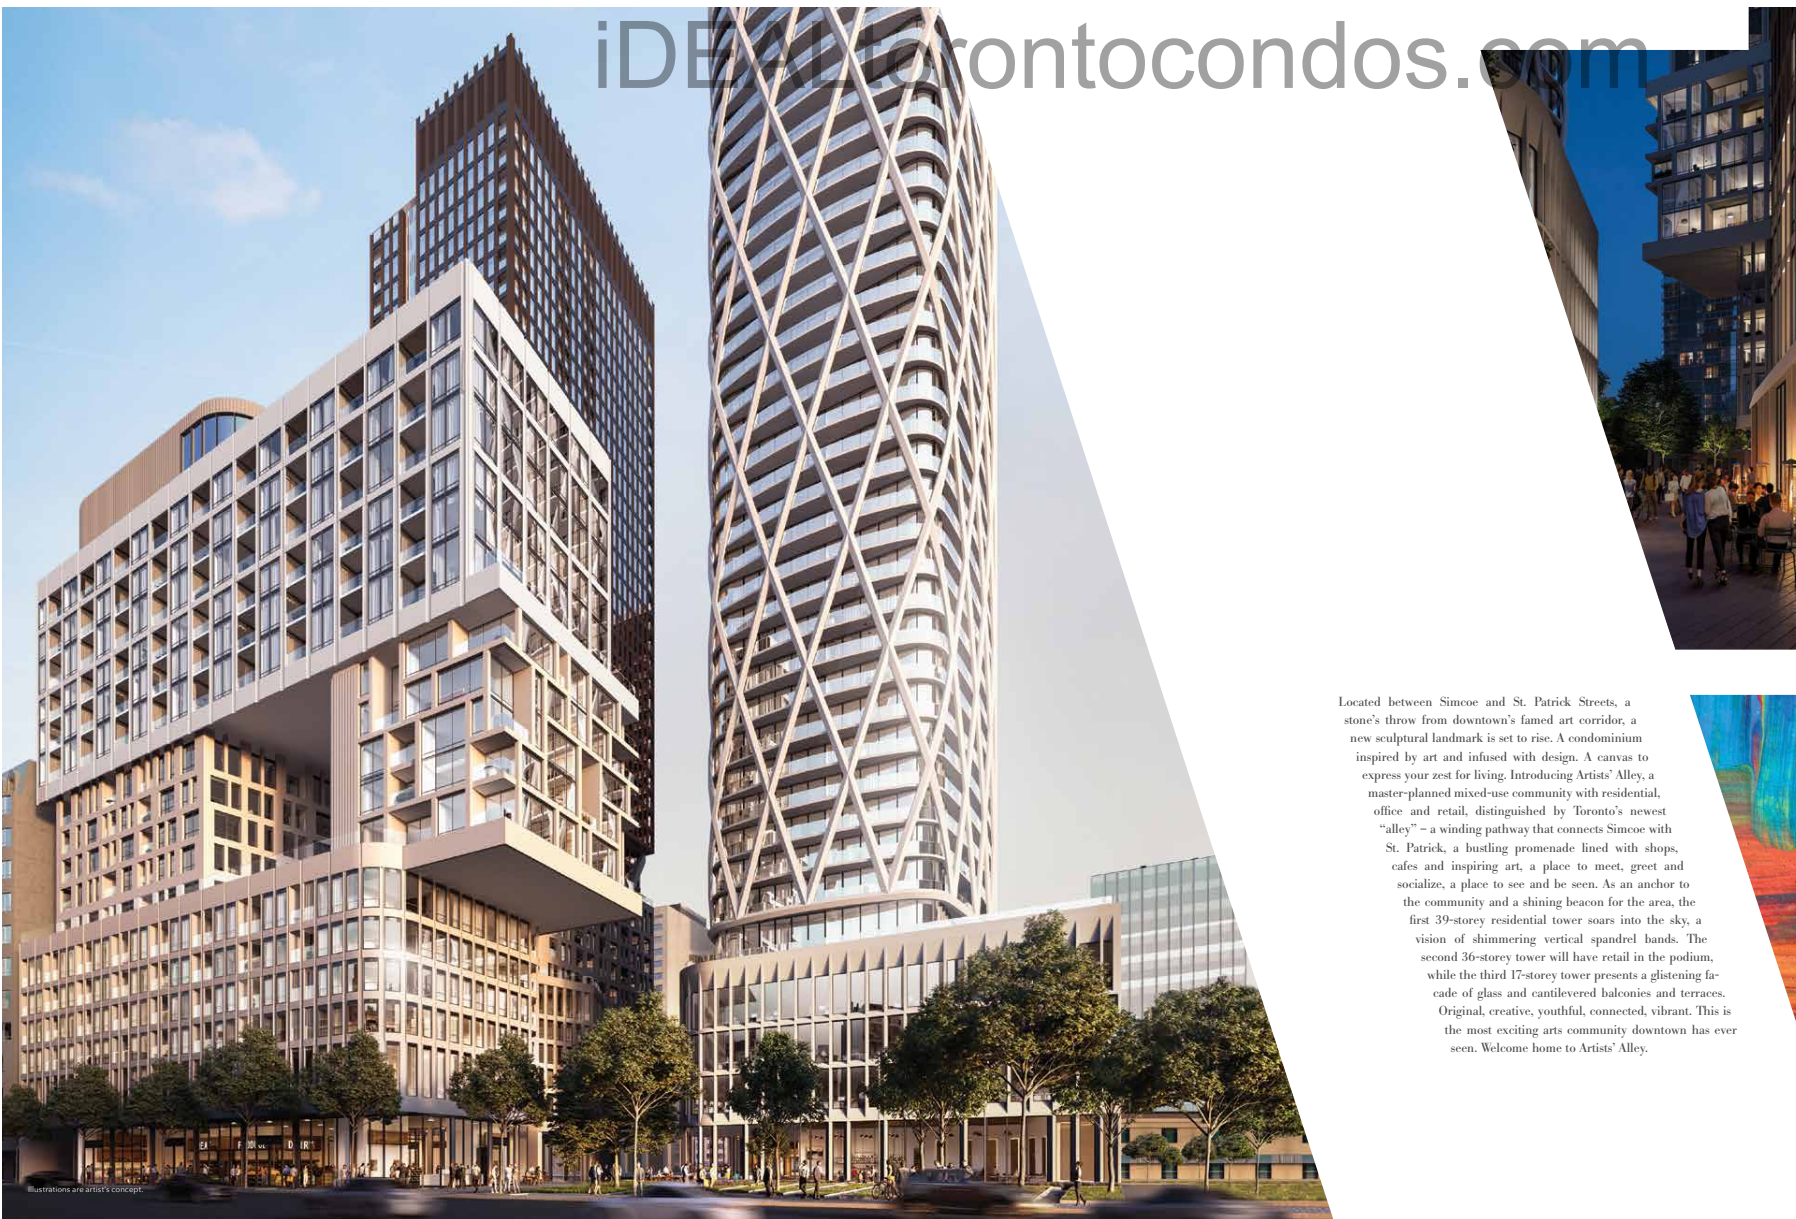 iDEALtorontocondos.com
Located between Simcoe and St. Patrick Streets, a
stone's throw from downtown's famed art corridor, a
new sculptural landmark is set to rise. A condominium
inspired by art and infused with design. A canvas to
express your zest for living. Introducing Artists' Alley, a
master-planned mixed-use community with residential,
office and retail, distinguished by Toronto's newest
“alley” – a winding pathway that connects Simcoe with
St. Patrick, a bustling promenade lined with shops,
cafes and inspiring art, a place to meet, greet and
socialize, a place to see and be seen. As an anchor to
the community and a shining beacon for the area, the
first 39-storey residential tower soars into the sky, a
vision of shimmering vertical spandrel bands. The
second 36-storey tower will have retail in the podium,
while the third 17-storey tower presents a glistening fa-
cade of glass and cantilevered balconies and terraces.
Original, creative, youthful, connected, vibrant. This is
the most exciting arts community downtown has ever
seen. Welcome home to Artists' Alley.
Illustrations are artist's concept.